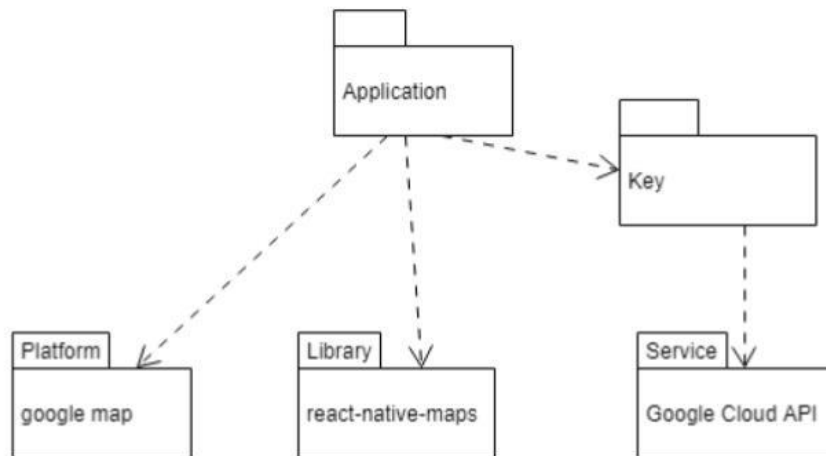 Application
Key
Platform
google map
Library
react-native-maps
Service
Google Cloud API